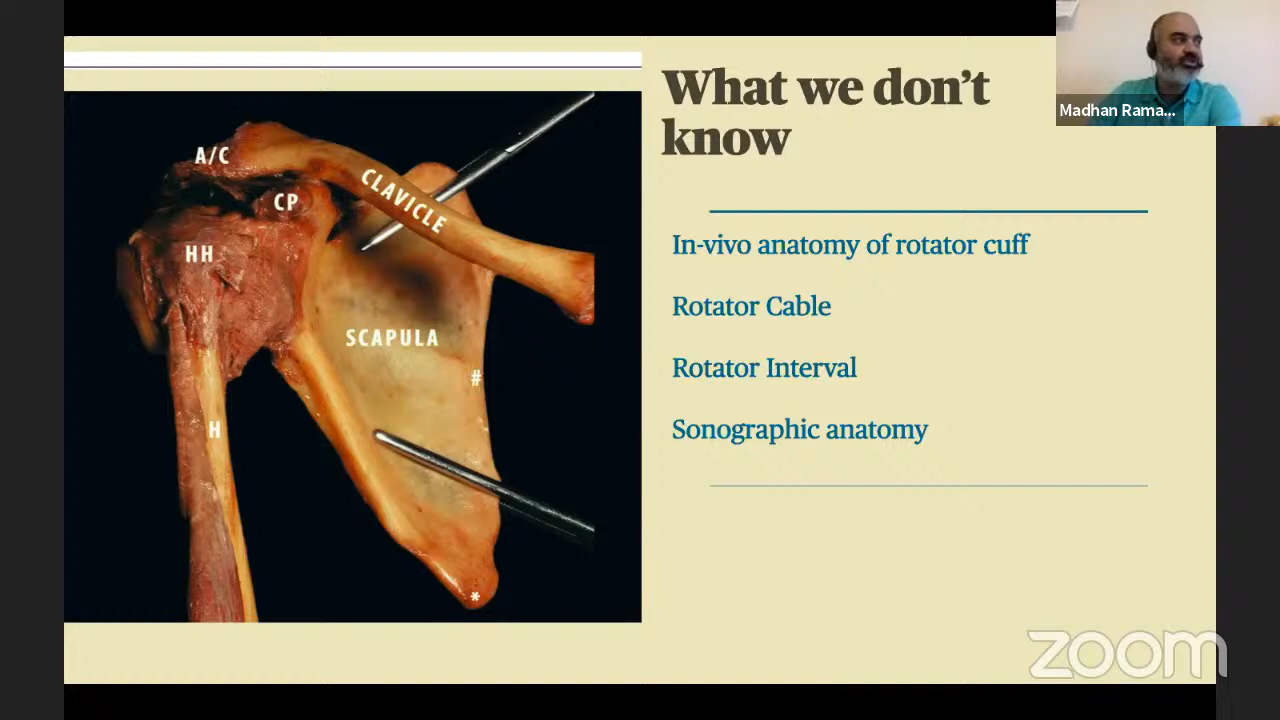 What we don't
know
Madhan Rama...
A/C
CP
CLAVICLE
HH
SCAPULA
#
H
*
In-vivo anatomy of rotator cuff
Rotator Cable
Rotator Interval
Sonographic anatomy
zoom